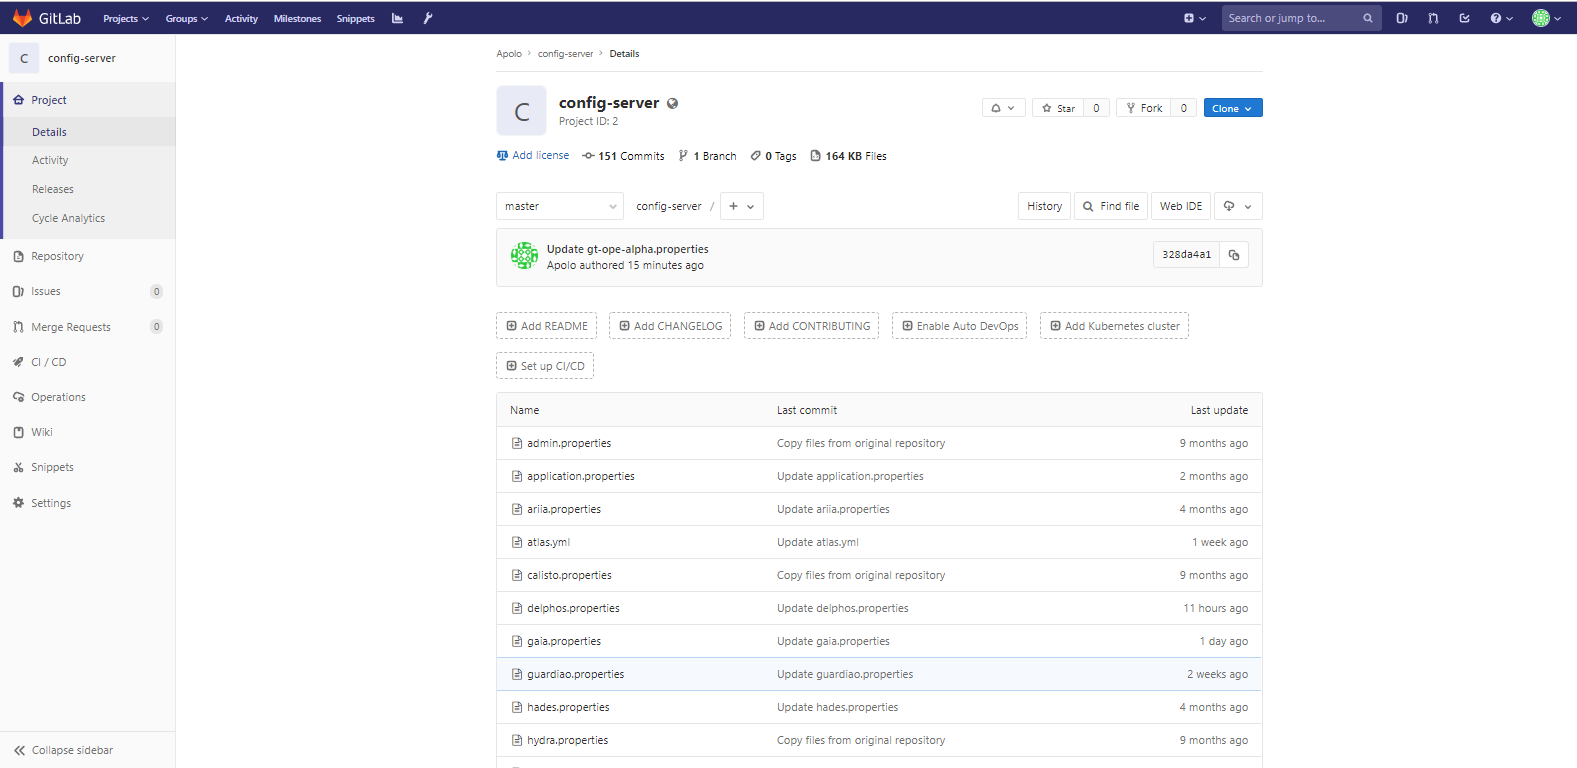 GitLab Projects Groups Activity Milestones Snippets Search or jump to...
C config-server
Project
Details
Activity
Releases
Cycle Analytics
Repository
Issues 0
Merge Requests 0
CI / CD
Operations
Wiki
Snippets
Settings
Collapse sidebar
Apolo > config-server > Details
C
config-server
Project ID: 2
Star 0 Fork 0 Clone
Add license 151 Commits 1 Branch 0 Tags 164 KB Files
master config-server / + History Find file Web IDE
Update gt-ope-alpha.properties
Apolo authored 15 minutes ago
328da4a1
Add README Add CHANGELOG Add CONTRIBUTING Enable Auto DevOps Add Kubernetes cluster
Set up CI/CD
Name Last commit Last update
admin.properties Copy files from original repository 9 months ago
application.properties Update application.properties 2 months ago
ariia.properties Update ariia.properties 4 months ago
atlas.yml Update atlas.yml 1 week ago
calisto.properties Copy files from original repository 9 months ago
delphos.properties Update delphos.properties 11 hours ago
gaia.properties Update gaia.properties 1 day ago
guardiao.properties Update guardiao.properties 2 weeks ago
hades.properties Update hades.properties 4 months ago
hydra.properties Copy files from original repository 9 months ago